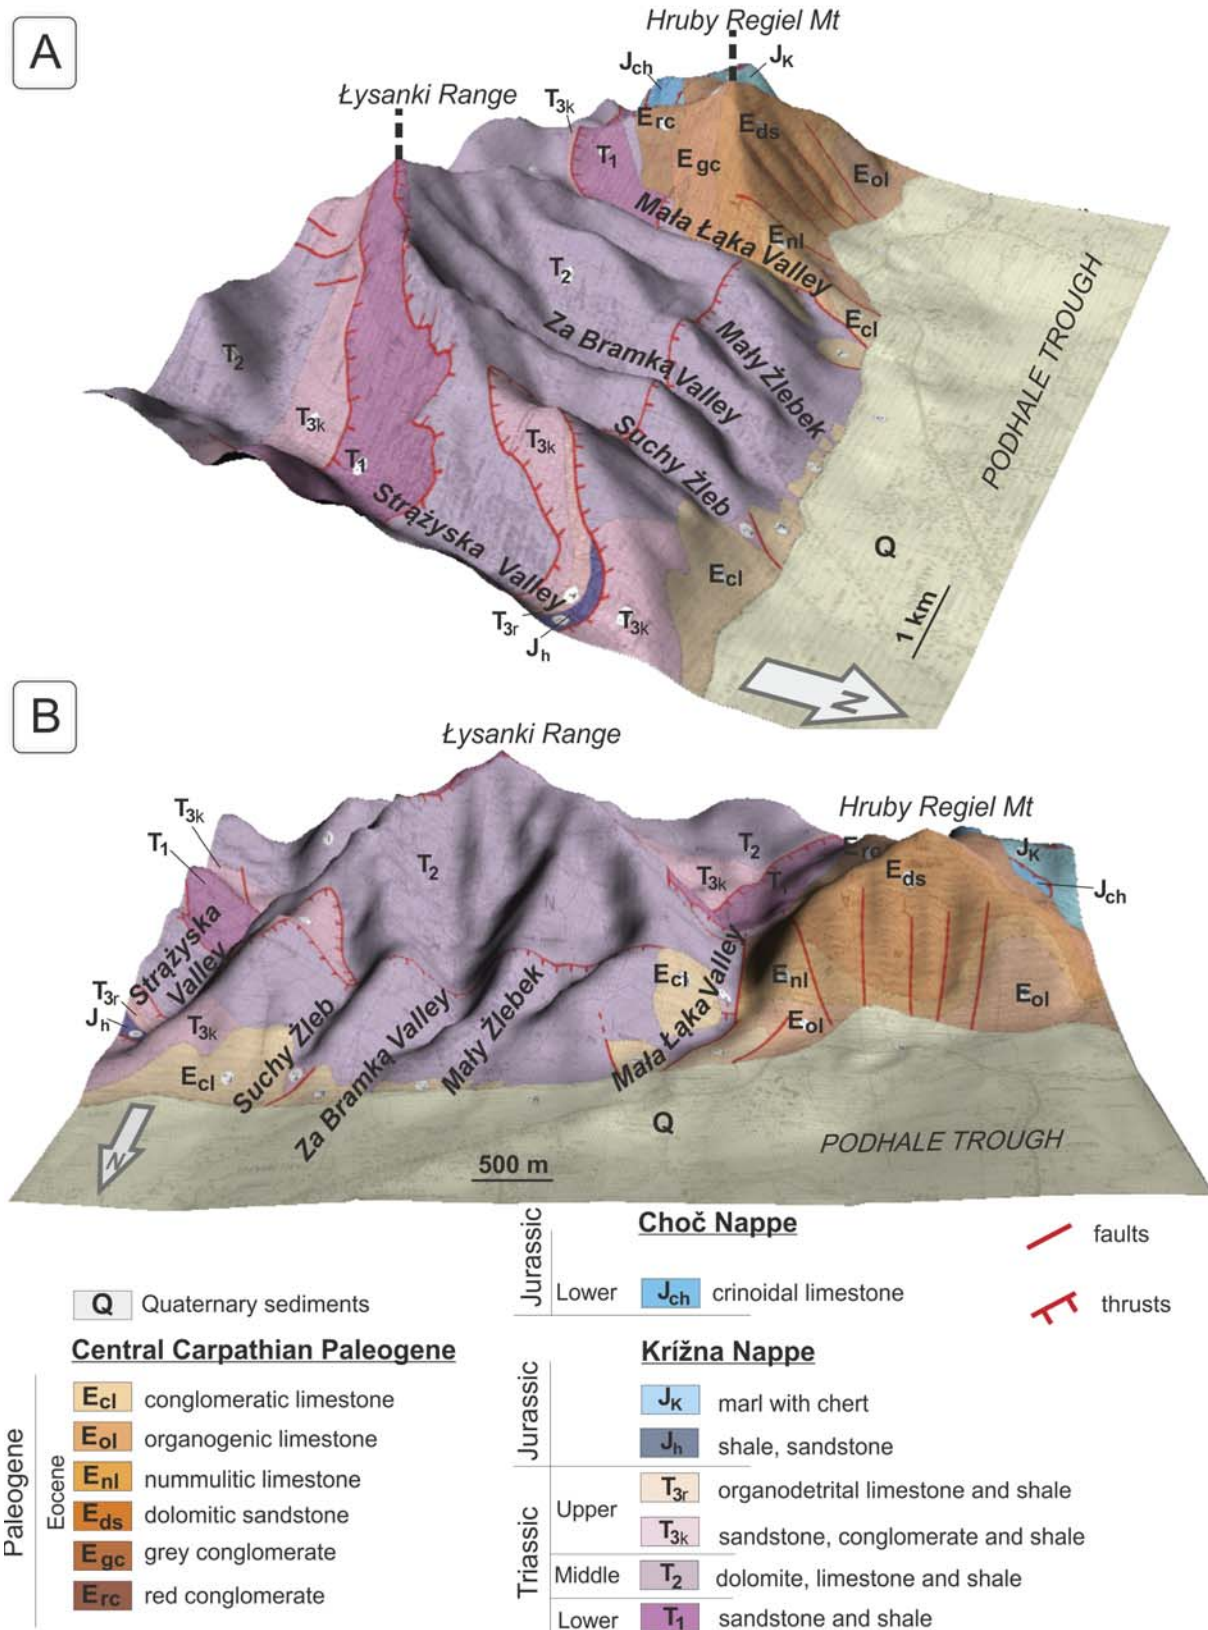 A
Hruby Regiel Mt
Jch
JK
Łysanki Range
T3k
Erc
Eds
T1
Egc
Eol
Mała Łąka Valley
Enl
T2
Ecl
Za Bramką Valley
Mały Żlebek
T2
PODHALE TROUGH
T3k
T3k
Suchy Żleb
T1
Strążyska Valley
Q
Ecl
1 km
T3r
T3k
Jh
N
B
Łysanki Range
T3k
Hruby Regiel Mt
T1
T2
T2
Erc
JK
T3k
T1
Eds
Jch
Strążyska
Valley
Ecl
Enl
T3r
Eol
Jh
T3k
Eol
Suchy Żleb
Za Bramką Valley
Mały Żlebek
Mała Łąka Valley
Ecl
Q
PODHALE TROUGH
N
500 m
Jurassic
Choč Nappe
faults
Lower
Jch crinoidal limestone
thrusts
Q Quaternary sediments
Central Carpathian Paleogene
Paleogene
Eocene
Ecl conglomeratic limestone
Eol organogenic limestone
Enl nummulitic limestone
Eds dolomitic sandstone
Egc grey conglomerate
Erc red conglomerate
Krížna Nappe
Jurassic
JK marl with chert
Jh shale, sandstone
Triassic
Upper
T3r organodetrital limestone and shale
T3k sandstone, conglomerate and shale
Middle
T2 dolomite, limestone and shale
Lower
T1 sandstone and shale